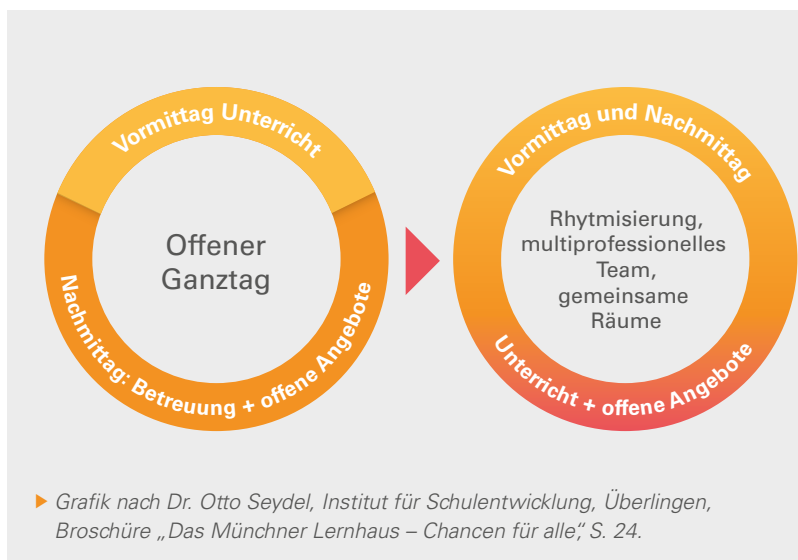 Vormittag Unterricht
Offener
Ganztag
Nachmittag: Betreuung + offene Angebote
Vormittag und Nachmittag
Rhytmisierung,
multiprofessionelles
Team,
gemeinsame
Räume
Unterricht + offene Angebote
Grafik nach Dr. Otto Seydel, Institut für Schulentwicklung, Überlingen,
Broschüre „Das Münchner Lernhaus – Chancen für alle“, S. 24.